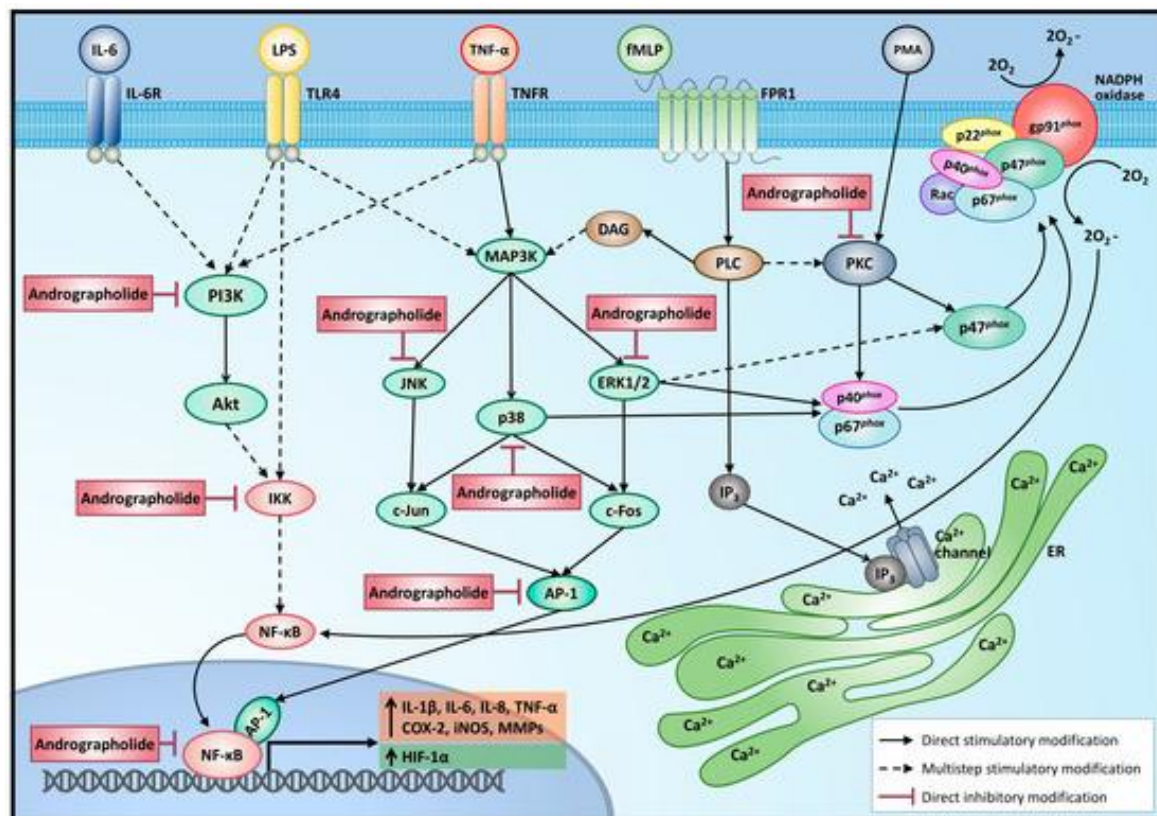 IL-6
LPS
TNF-α
fMLP
PMA
2O₂
2O₂-
NADPH
oxidase
IL-6R
TLR4
TNFR
FPR1
gp91phox
p22phox
p40phox
p47phox
Rac
p67phox
2O₂
2O₂-
Andrographolide
DAG
MAP3K
PLC
PKC
Andrographolide
PI3K
Andrographolide
Andrographolide
p47phox
JNK
ERK1/2
p40phox
p67phox
Akt
p38
Andrographolide
IKK
Andrographolide
c-Jun
c-Fos
IP₃
Ca²⁺
Ca²⁺
Ca²⁺
Ca²⁺
Ca²⁺
Ca²⁺
channel
ER
IP₃
Andrographolide
AP-1
Ca²⁺
NF-κB
Ca²⁺
Ca²⁺
Ca²⁺
Ca²⁺
Ca²⁺
Ca²⁺
AP-1
IL-1β, IL-6, IL-8, TNF-α
COX-2, iNOS, MMPs
HIF-1α
Andrographolide
NF-κB
Direct stimulatory modification
Multistep stimulatory modification
Direct inhibitory modification